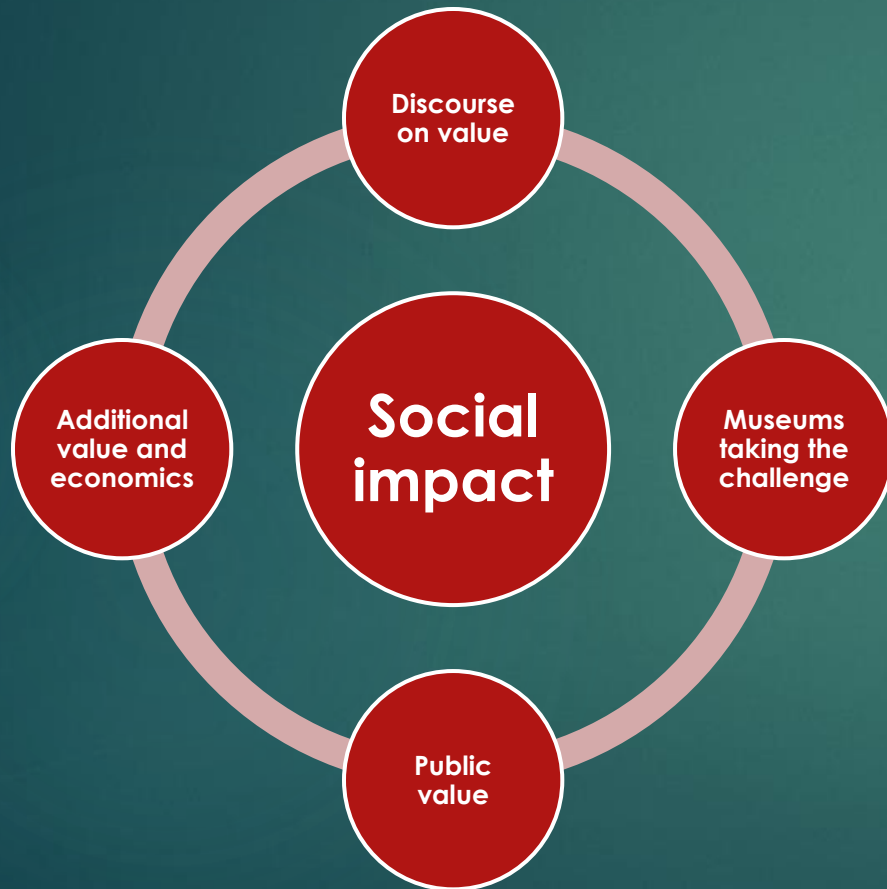 Discourse
on value
Social
impact
Additional
value and
economics
Museums
taking the
challenge
Public
value